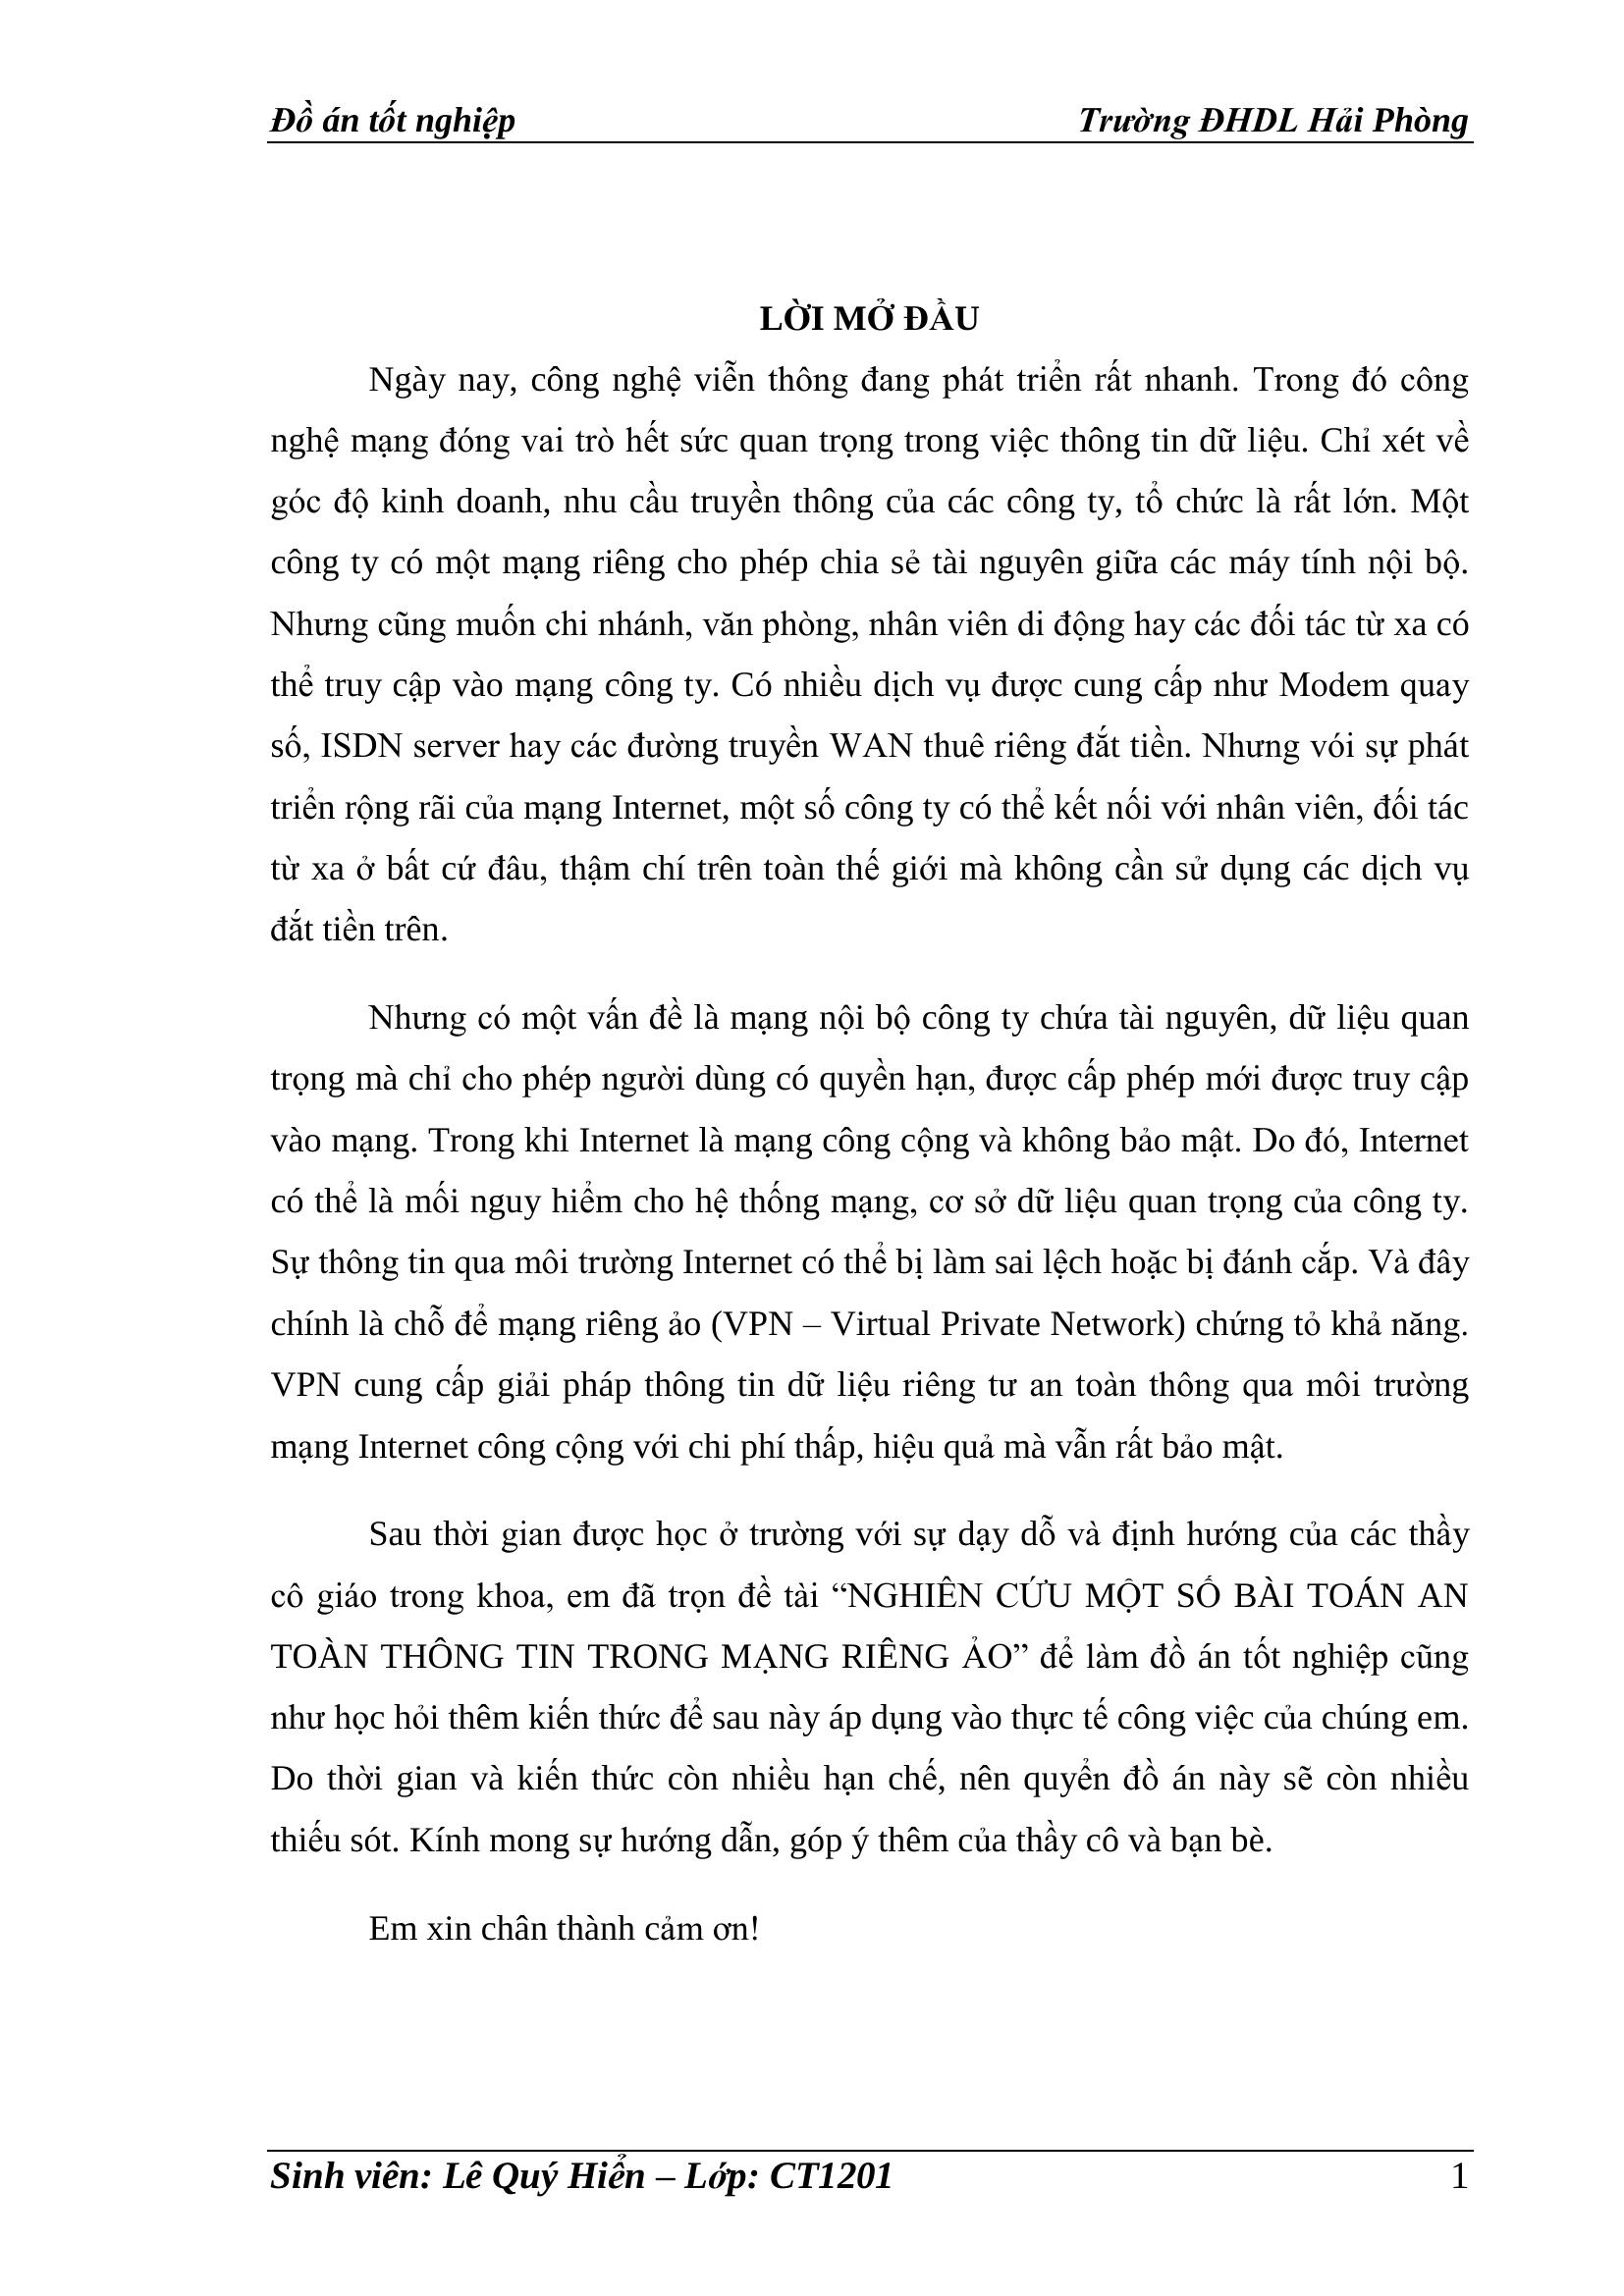 Đồ án tốt nghiệp Trường ĐHDL Hải Phòng
LỜI MỞ ĐẦU
Ngày nay, công nghệ viễn thông đang phát triển rất nhanh. Trong đó công
nghệ mạng đóng vai trò hết sức quan trọng trong việc thông tin dữ liệu. Chỉ xét về
góc độ kinh doanh, nhu cầu truyền thông của các công ty, tổ chức là rất lớn. Một
công ty có một mạng riêng cho phép chia sẻ tài nguyên giữa các máy tính nội bộ.
Nhưng cũng muốn chi nhánh, văn phòng, nhân viên di động hay các đối tác từ xa có
thể truy cập vào mạng công ty. Có nhiều dịch vụ được cung cấp như Modem quay
số, ISDN server hay các đường truyền WAN thuê riêng đắt tiền. Nhưng vói sự phát
triển rộng rãi của mạng Internet, một số công ty có thể kết nối với nhân viên, đối tác
từ xa ở bất cứ đâu, thậm chí trên toàn thế giới mà không cần sử dụng các dịch vụ
đắt tiền trên.
Nhưng có một vấn đề là mạng nội bộ công ty chứa tài nguyên, dữ liệu quan
trọng mà chỉ cho phép người dùng có quyền hạn, được cấp phép mới được truy cập
vào mạng. Trong khi Internet là mạng công cộng và không bảo mật. Do đó, Internet
có thể là mối nguy hiểm cho hệ thống mạng, cơ sở dữ liệu quan trọng của công ty.
Sự thông tin qua môi trường Internet có thể bị làm sai lệch hoặc bị đánh cắp. Và đây
chính là chỗ để mạng riêng ảo (VPN – Virtual Private Network) chứng tỏ khả năng.
VPN cung cấp giải pháp thông tin dữ liệu riêng tư an toàn thông qua môi trường
mạng Internet công cộng với chi phí thấp, hiệu quả mà vẫn rất bảo mật.
Sau thời gian được học ở trường với sự dạy dỗ và định hướng của các thầy
cô giáo trong khoa, em đã trọn đề tài “NGHIÊN CỨU MỘT SỐ BÀI TOÁN AN
TOÀN THÔNG TIN TRONG MẠNG RIÊNG ẢO” để làm đồ án tốt nghiệp cũng
như học hỏi thêm kiến thức để sau này áp dụng vào thực tế công việc của chúng em.
Do thời gian và kiến thức còn nhiều hạn chế, nên quyển đồ án này sẽ còn nhiều
thiếu sót. Kính mong sự hướng dẫn, góp ý thêm của thầy cô và bạn bè.
Em xin chân thành cảm ơn!
Sinh viên: Lê Quý Hiển – Lớp: CT1201 1